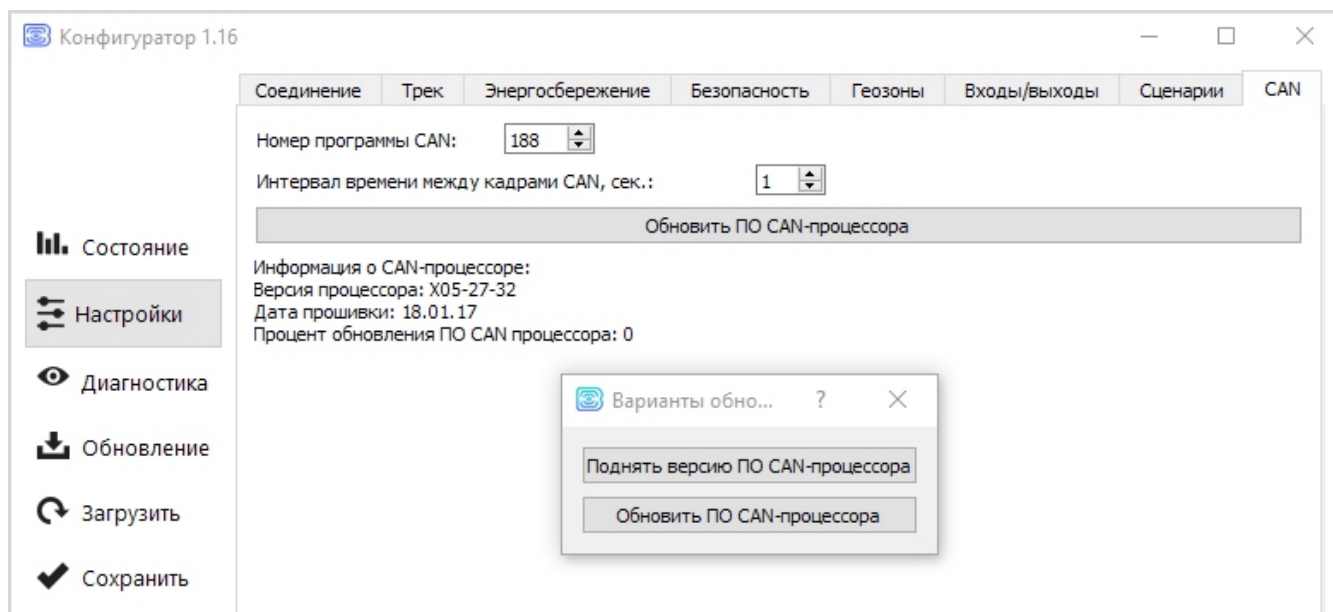 Конфигуратор 1.16
Соединение Трек Энергосбережение Безопасность Геозоны Входы/выходы Сценарии CAN
Номер программы CAN: 188
Интервал времени между кадрами CAN, сек.: 1
Обновить ПО CAN-процессора
Информация о CAN-процессоре:
Версия процессора: X05-27-32
Дата прошивки: 18.01.17
Процент обновления ПО CAN процессора: 0
Состояние
Настройки
Диагностика
Обновление
Загрузить
Сохранить
Варианты обно... ?
Поднять версию ПО CAN-процессора
Обновить ПО CAN-процессора